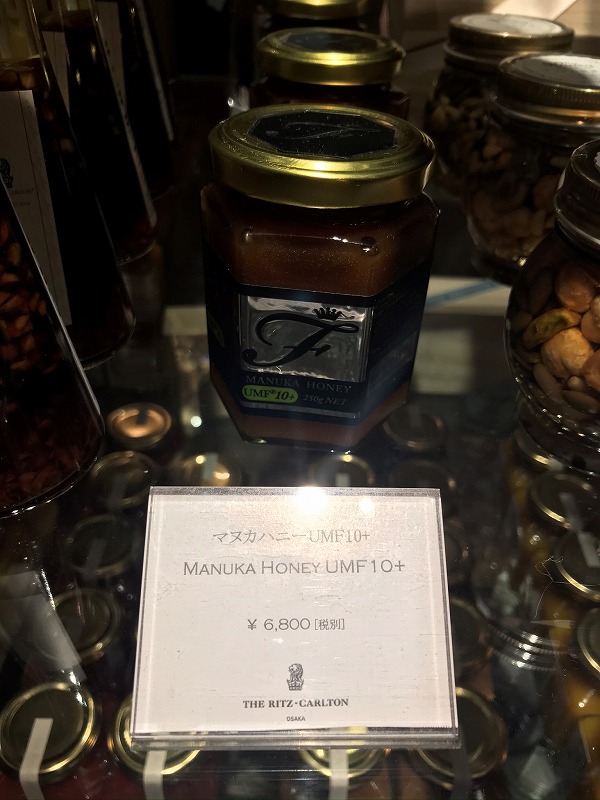 F
MANUKA HONEY
UMF® 10+ 250g NET
マヌカハニーUMF10+
MANUKA HONEY UMF10+
¥ 6,800 [税別]
THE RITZ-CARLTON
OSAKA